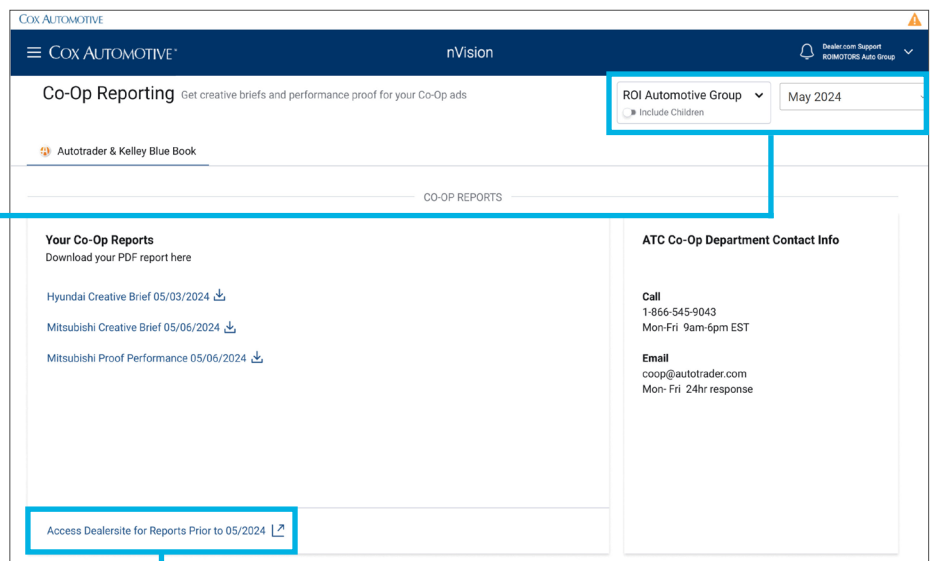 COX AUTOMOTIVE
COX AUTOMOTIVE
nVision
Dealer.com Support
ROIMOTORS Auto Group
Co-Op Reporting Get creative briefs and performance proof for your Co-Op ads
ROI Automotive Group
Include Children
May 2024
Autotrader & Kelley Blue Book
CO-OP REPORTS
Your Co-Op Reports
Download your PDF report here
Hyundai Creative Brief 05/03/2024
Mitsubishi Creative Brief 05/06/2024
Mitsubishi Proof Performance 05/06/2024
Access Dealersite for Reports Prior to 05/2024
ATC Co-Op Department Contact Info
Call
1-866-545-9043
Mon-Fri 9am-6pm EST
Email
coop@autotrader.com
Mon- Fri 24hr response